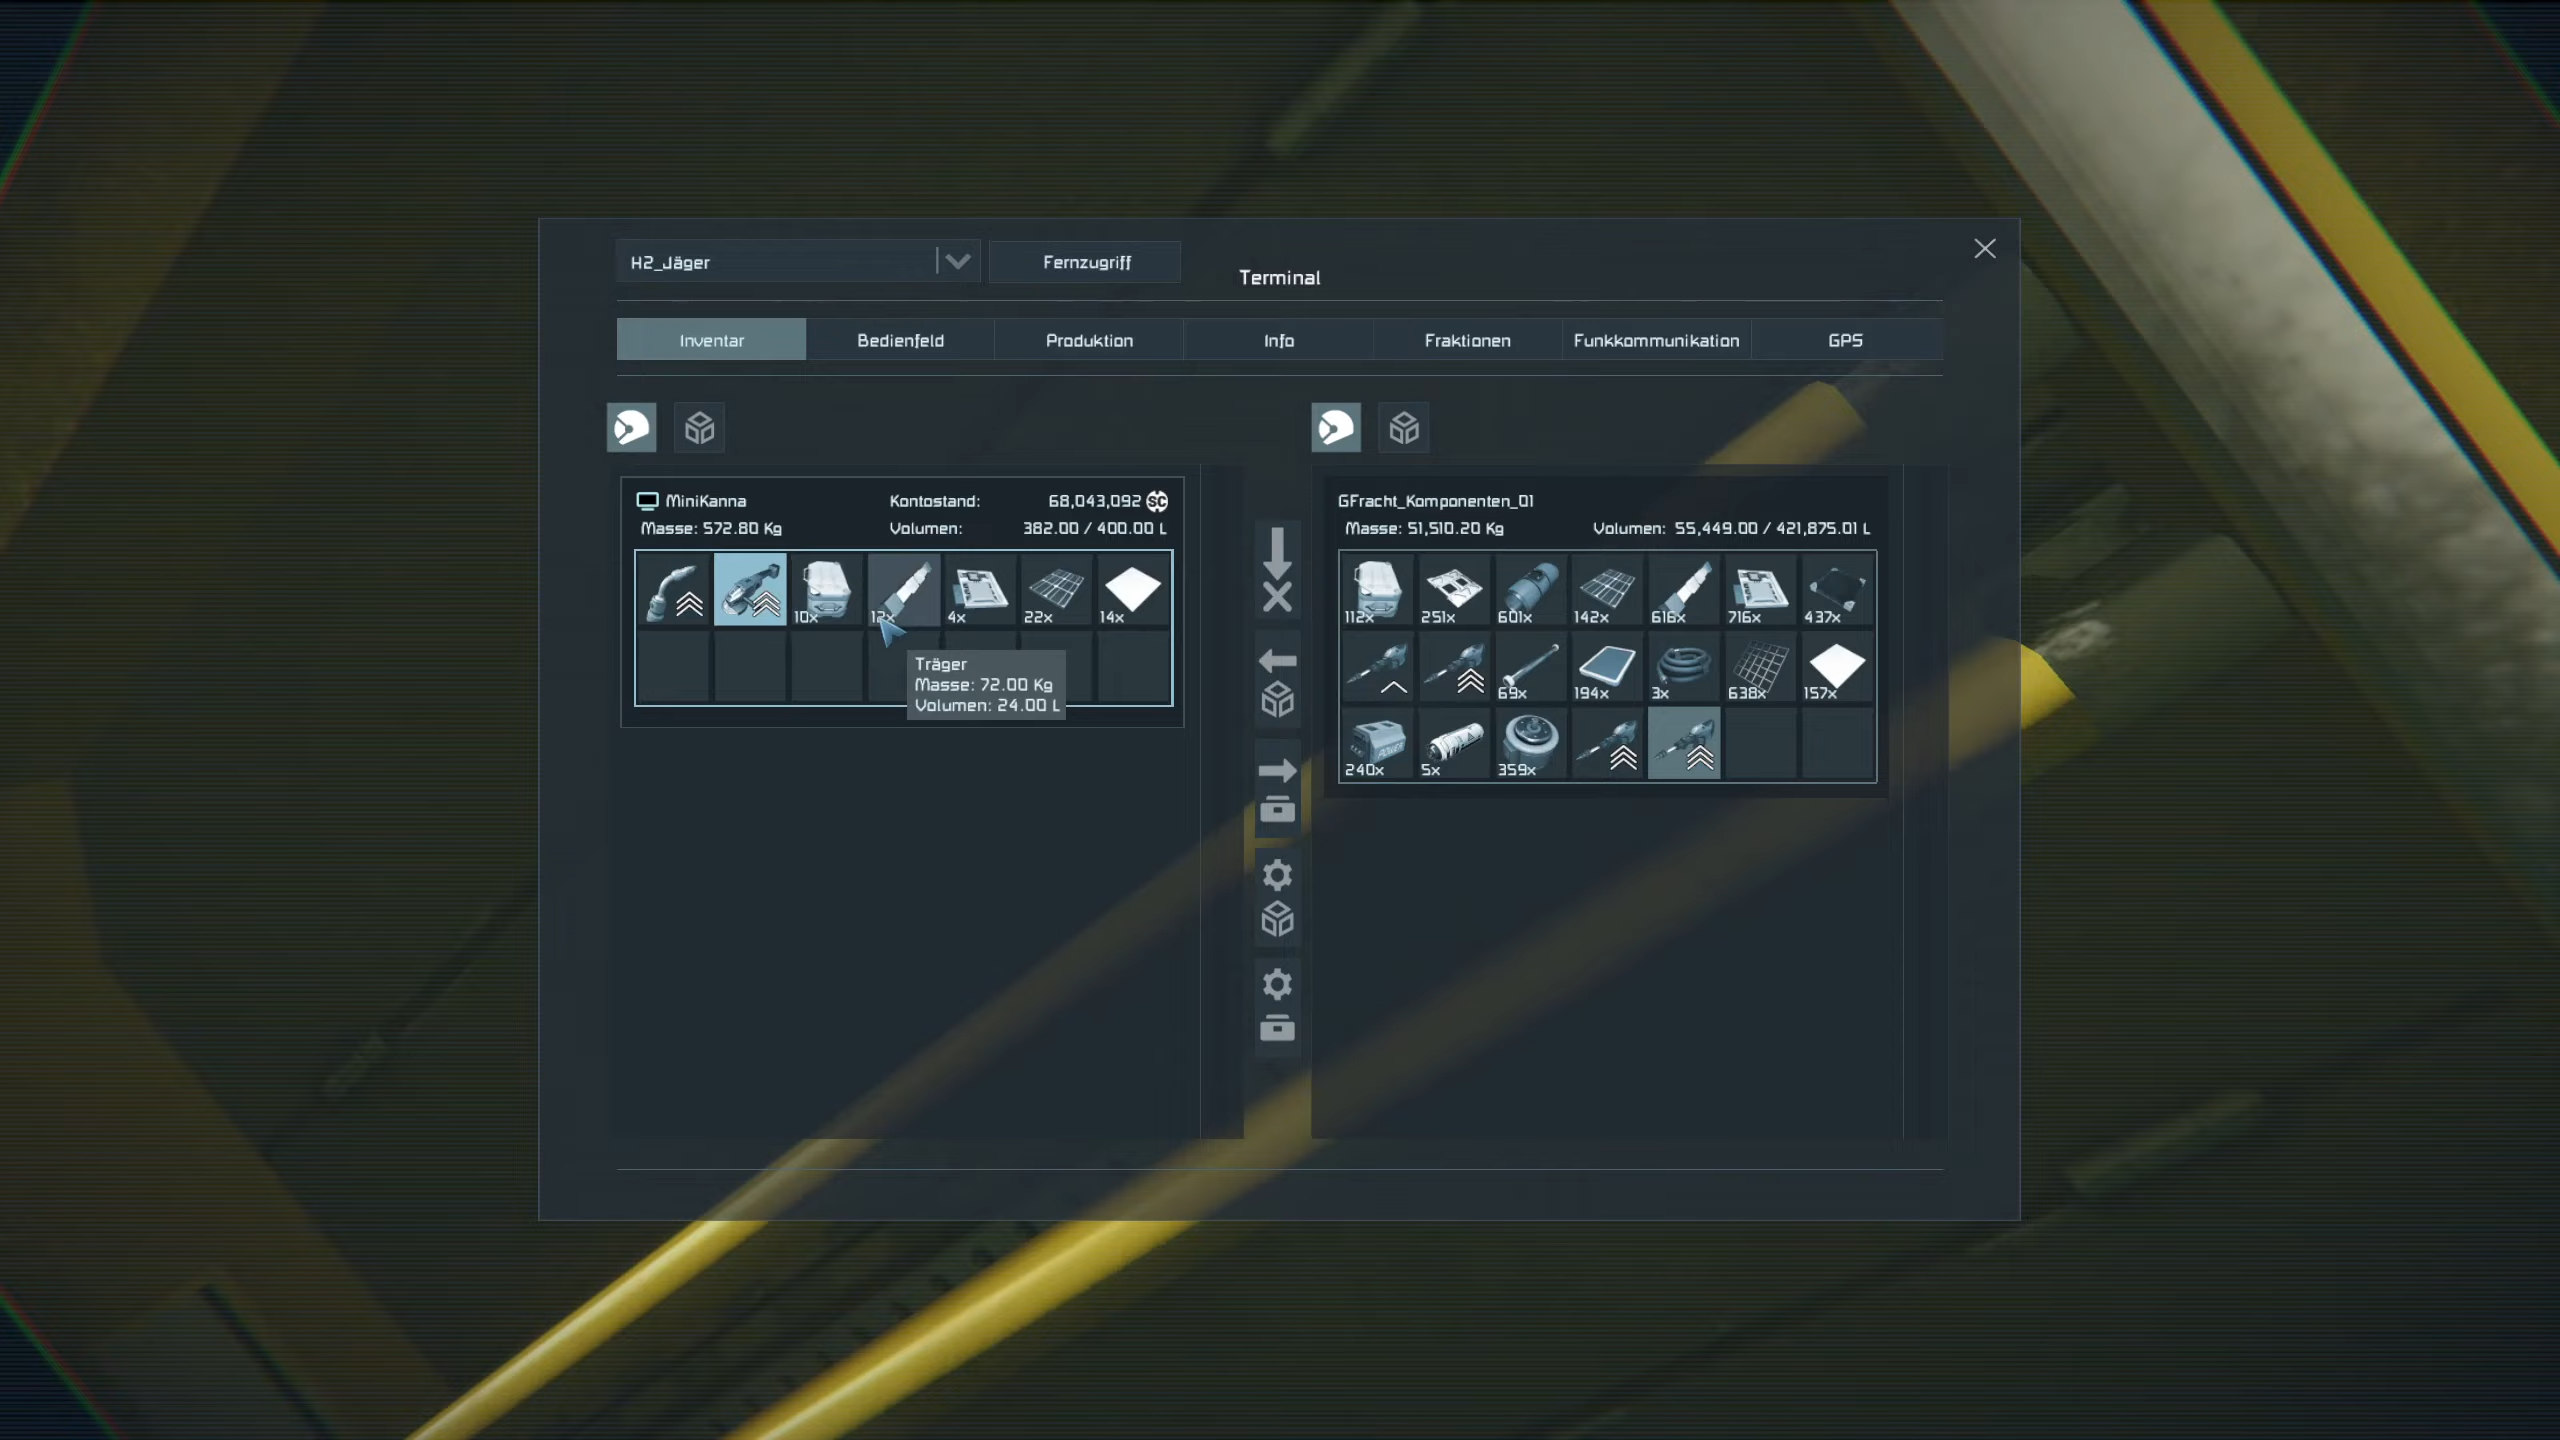 H2_Jäger
Fernzugriff
Terminal
Inventar
Bedienfeld
Produktion
Info
Fraktionen
Funkkommunikation
GPS
MiniKanna
Kontostand: 68,043,092 SC
Masse: 572.80 Kg
Volumen: 382.00 / 400.00 L
10x
12x
4x
22x
14x
Träger
Masse: 72.00 Kg
Volumen: 24.00 L
GFracht_Komponenten_01
Masse: 51,510.20 Kg
Volumen: 55,449.00 / 421,875.01 L
112x
251x
601x
142x
616x
716x
437x
69x
194x
3x
638x
157x
240x
5x
359x